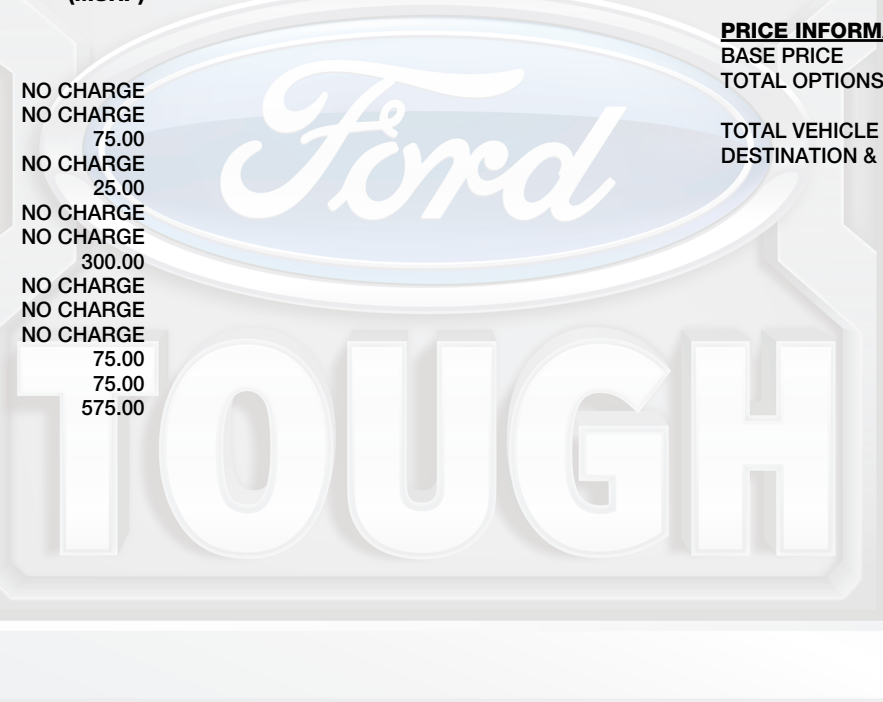 (MSRP)
NO CHARGE
NO CHARGE
75.00
NO CHARGE
25.00
NO CHARGE
NO CHARGE
300.00
NO CHARGE
NO CHARGE
NO CHARGE
75.00
75.00
575.00
PRICE INFORM
BASE PRICE
TOTAL OPTIONS
TOTAL VEHICLE
DESTINATION &
Ford
TOUGH